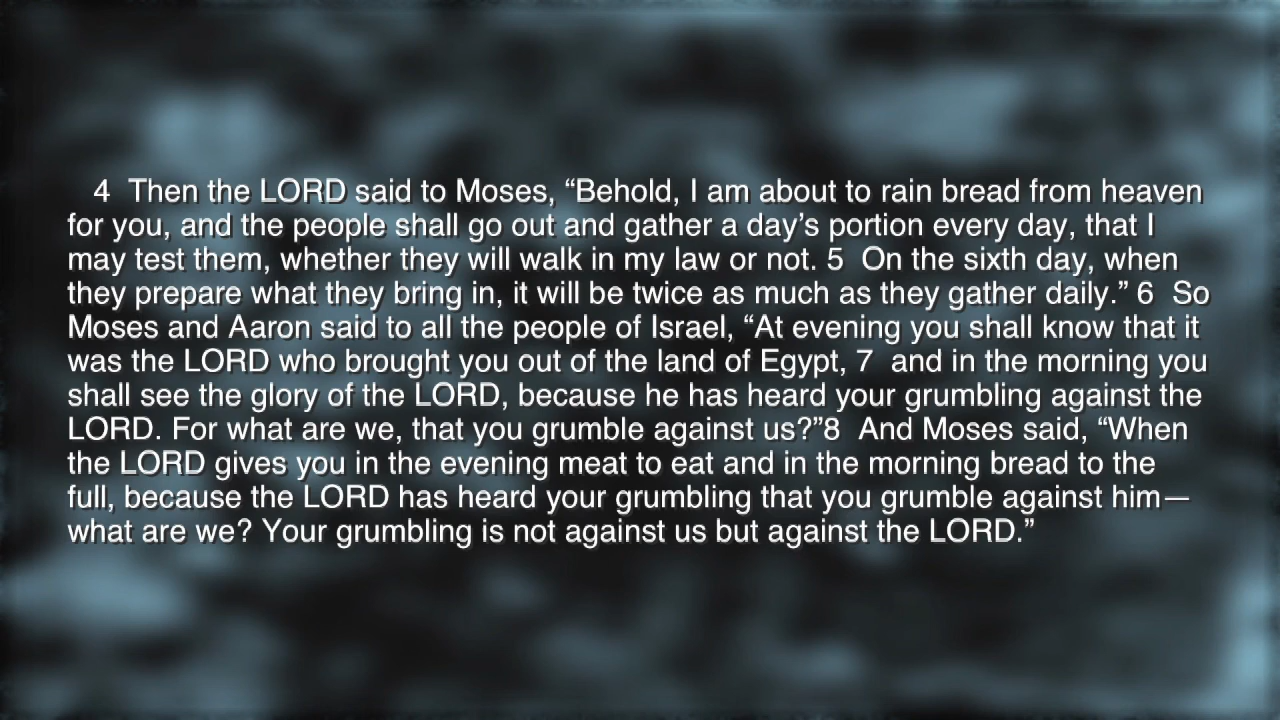 4 Then the LORD said to Moses, “Behold, I am about to rain bread from heaven
for you, and the people shall go out and gather a day’s portion every day, that I
may test them, whether they will walk in my law or not. 5 On the sixth day, when
they prepare what they bring in, it will be twice as much as they gather daily.” 6 So
Moses and Aaron said to all the people of Israel, “At evening you shall know that it
was the LORD who brought you out of the land of Egypt, 7 and in the morning you
shall see the glory of the LORD, because he has heard your grumbling against the
LORD. For what are we, that you grumble against us?”8 And Moses said, “When
the LORD gives you in the evening meat to eat and in the morning bread to the
full, because the LORD has heard your grumbling that you grumble against him—
what are we? Your grumbling is not against us but against the LORD.”